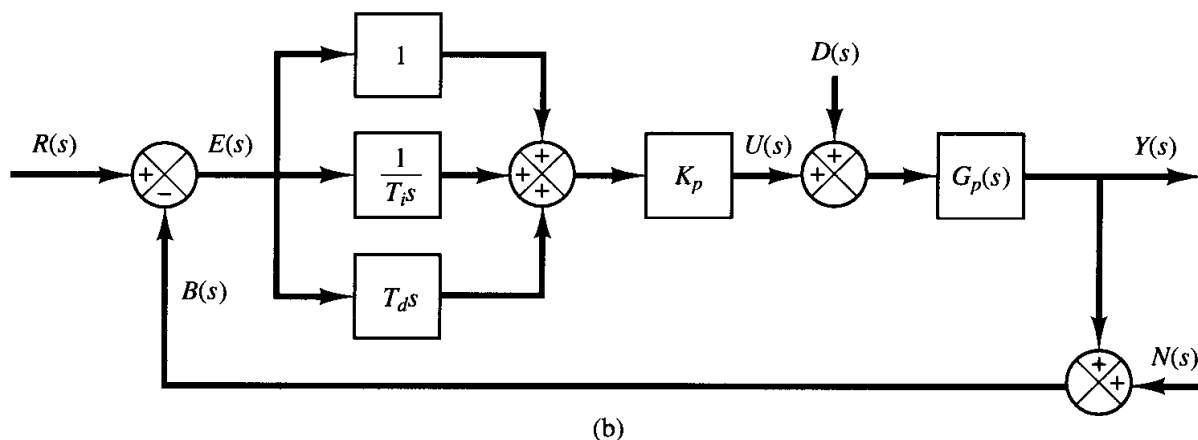 1
D(s)
R(s)
+
−
E(s)
1
T_i s
+
+
+
K_p
U(s)
+
+
G_p(s)
Y(s)
B(s)
T_d s
+
+
N(s)
(b)